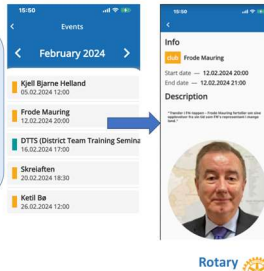 15:50
Events
February 2024
Kjell Bjarne Helland
05.02.2024 12:00
Frode Mauring
12.02.2024 20:00
DTTS (District Team Training Semina
16.02.2024 17:00
Skreiaften
20.02.2024 18:30
Ketil Bø
26.02.2024 12:00
15:50
Info
club Frode Mauring
Start date — 12.02.2024 20:00
End date — 12.02.2024 21:00
Description
Rotary